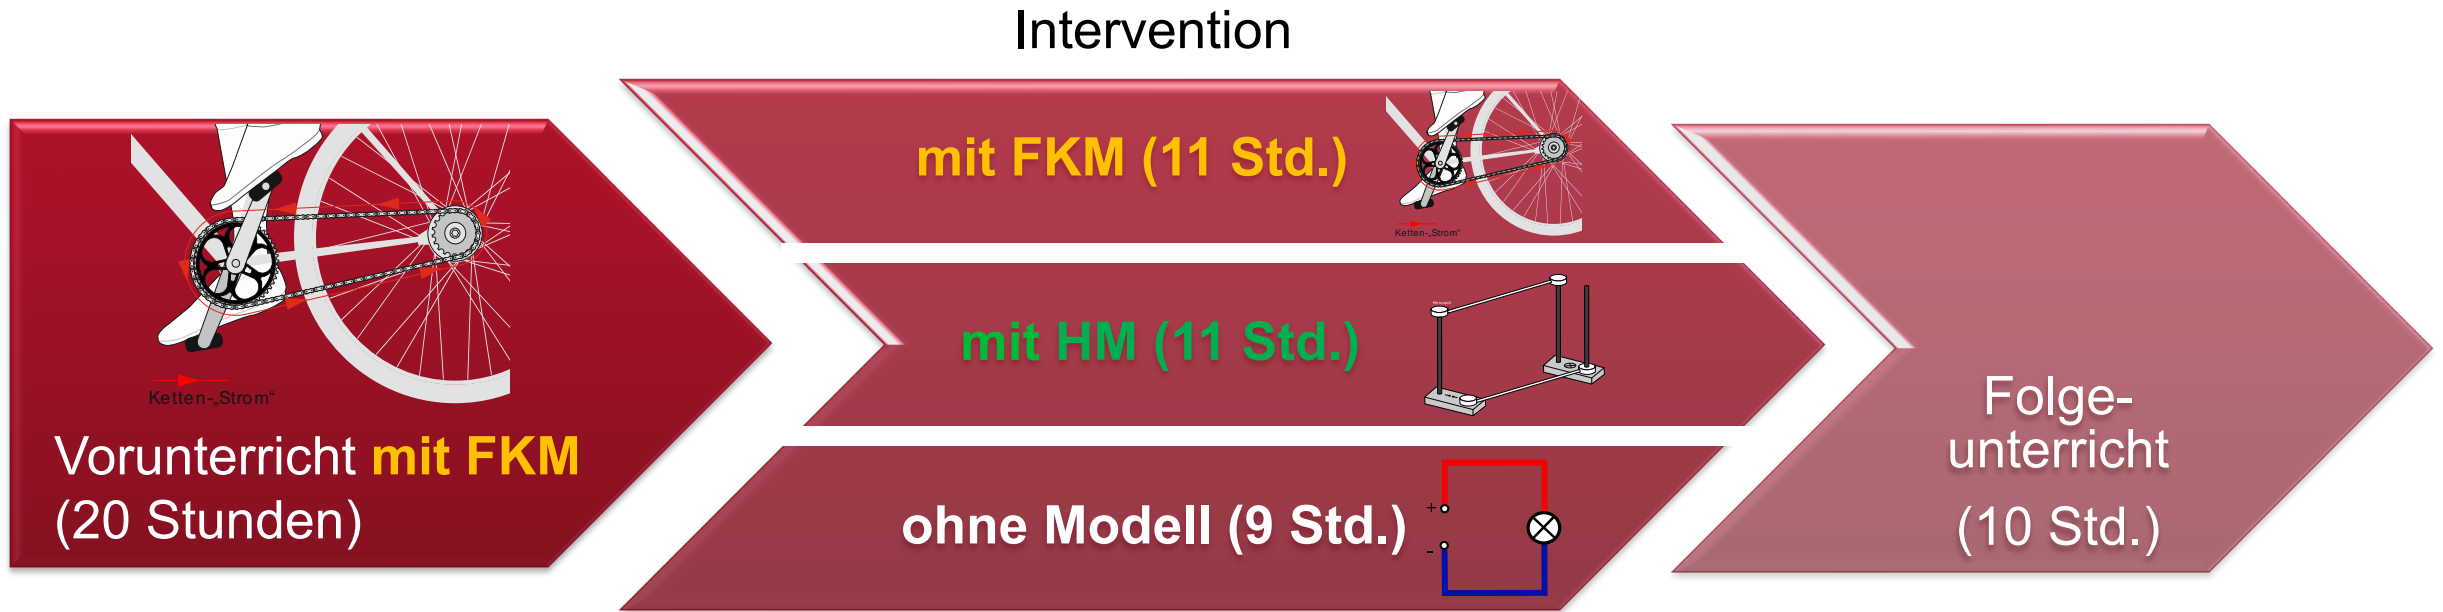 Intervention
Ketten-„Strom“
Vorunterricht mit FKM
(20 Stunden)
mit FKM (11 Std.)
Ketten-„Strom“
mit HM (11 Std.)
ohne Modell (9 Std.)
+
-
Folge-
unterricht
(10 Std.)